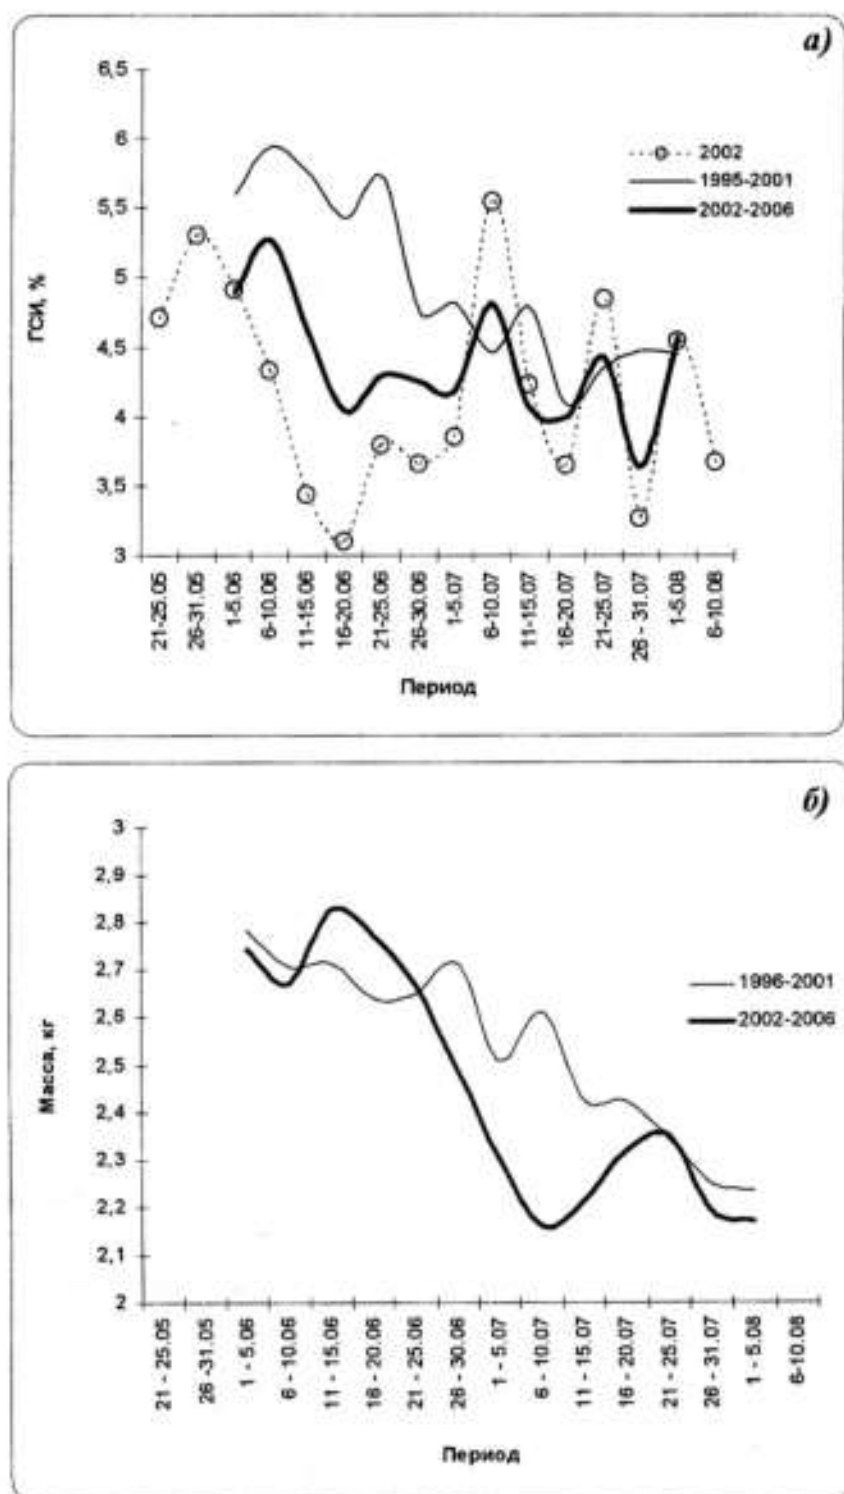 а)
6,5
6
5,5
5
4,5
4
3,5
3
ГСИ, %
2002
1995-2001
2002-2006
21-25.05
26-31.05
1-5.06
6-10.06
11-15.06
16-20.06
21-25.06
26-30.06
1-5.07
6-10.07
11-15.07
16-20.07
21-25.07
26 - 31.07
1-5.08
6-10.08
Период
б)
3
2,9
2,8
2,7
2,6
2,5
2,4
2,3
2,2
2,1
2
Масса, кг
1996-2001
2002-2006
21 - 25.05
26 -31.05
1 - 5.06
6 - 10.06
11 - 15.06
16 - 20.06
21 - 25.06
26 - 30.06
1 - 5.07
6 - 10.07
11 - 15.07
16 - 20.07
21 - 25.07
26 - 31.07
1 - 5.08
6-10.08
Период